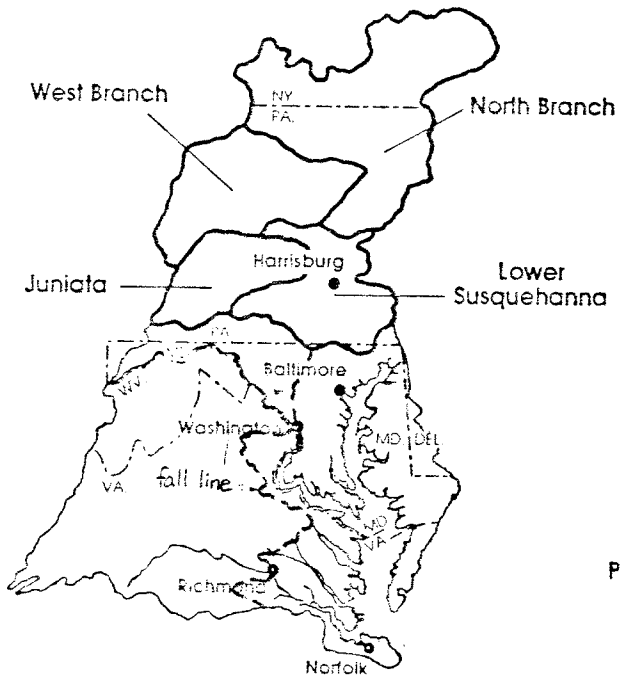 West Branch
NY
PA.
North Branch
Harrisburg
Juniata
Lower
Susquehanna
PA.
Baltimore
Washington
MD.
DEL
VA.
fall line
MD
VA
Richmond
P
Norfolk